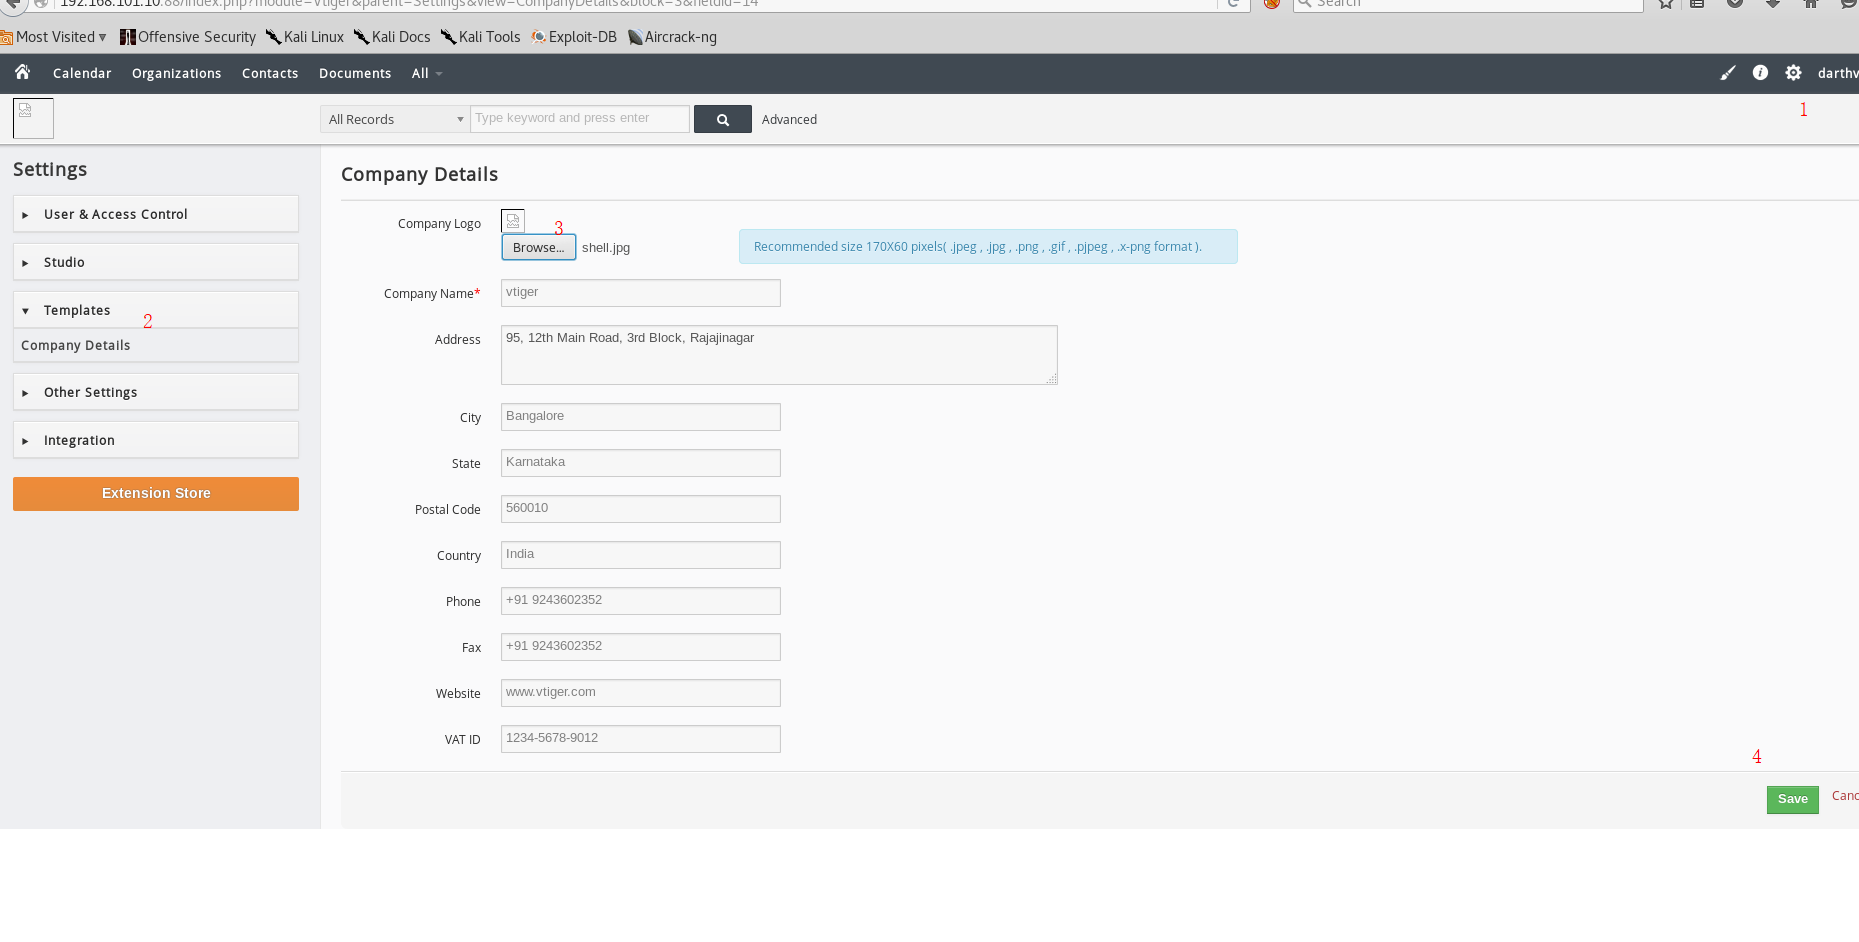 192.168.101.10:88/index.php?module=Vtiger&parent=Settings&view=CompanyDetails&block=3&fieldid=14
Search
Most Visited Offensive Security Kali Linux Kali Docs Kali Tools Exploit-DB Aircrack-ng
Calendar Organizations Contacts Documents All darthv
1
All Records Type keyword and press enter Advanced
Settings
User & Access Control
Studio
Templates
2
Company Details
Other Settings
Integration
Extension Store
Company Details
Company Logo
3
Browse... shell.jpg
Recommended size 170X60 pixels( .jpeg , .jpg , .png , .gif , .pjpeg , .x-png format ).
Company Name* vtiger
Address 95, 12th Main Road, 3rd Block, Rajajinagar
City Bangalore
State Karnataka
Postal Code 560010
Country India
Phone +91 9243602352
Fax +91 9243602352
Website www.vtiger.com
VAT ID 1234-5678-9012
4
Save Canc